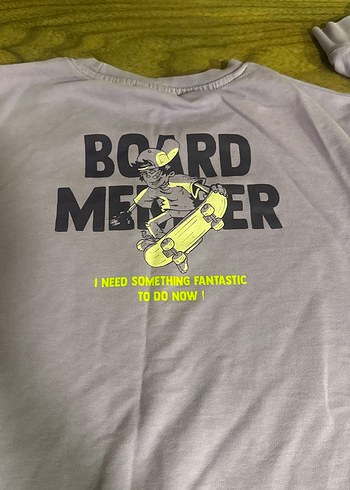 BOARD
MEMBER
I NEED SOMETHING FANTASTIC
TO DO NOW !